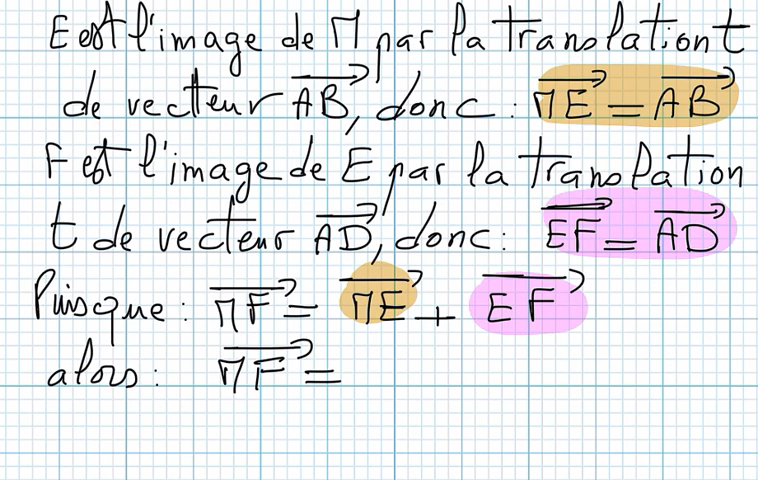 E est l'image de M par la translation t
de vecteur AB, donc : ME = AB
F est l'image de E par la translation
t de vecteur AD, donc : EF = AD
Puisque : MF = ME + EF
alors : MF =